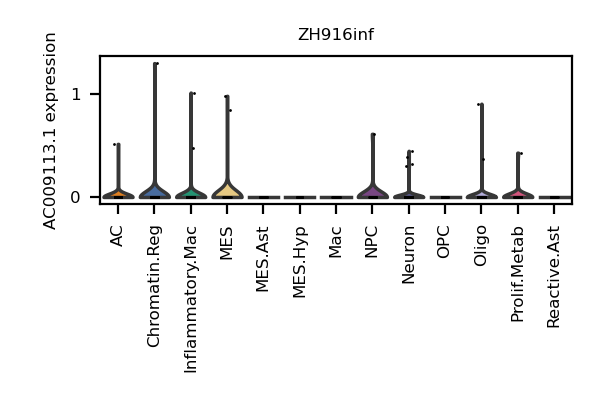 ZH916inf
AC009113.1 expression
1
0
AC
Chromatin.Reg
Inflammatory.Mac
MES
MES.Ast
MES.Hyp
Mac
NPC
Neuron
OPC
Oligo
Prolif.Metab
Reactive.Ast